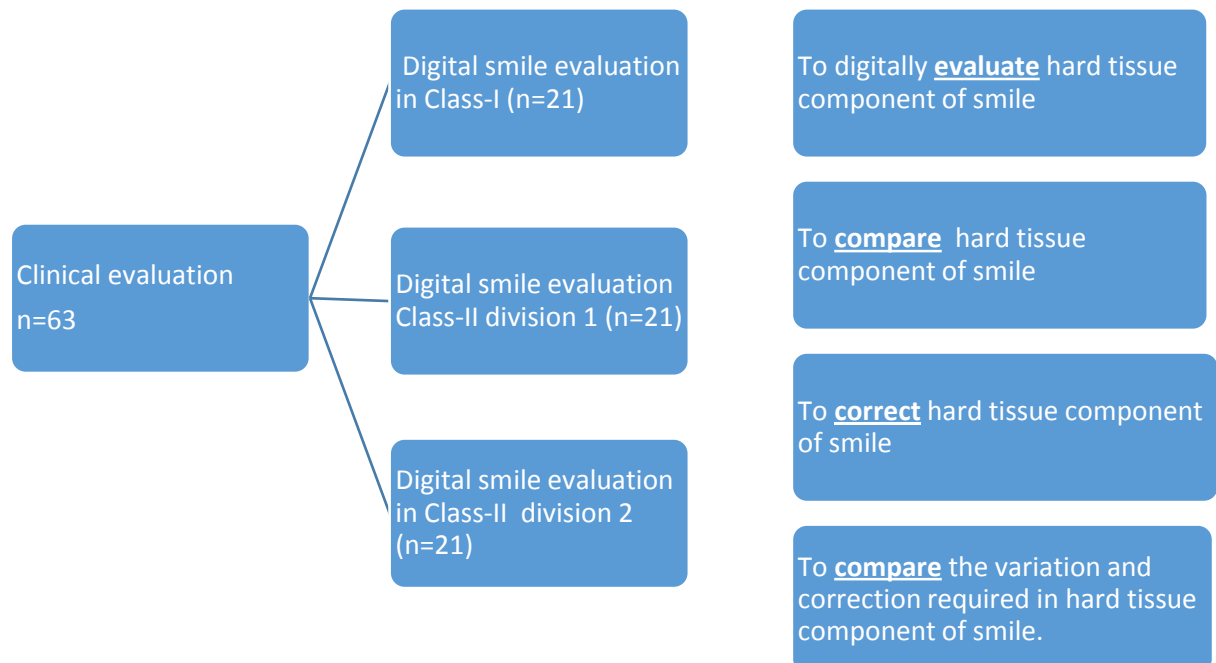 Clinical evaluation
n=63
Digital smile evaluation
in Class-I (n=21)
Digital smile evaluation
Class-II division 1 (n=21)
Digital smile evaluation
in Class-II  division 2
(n=21)
To digitally evaluate hard tissue
component of smile
To compare  hard tissue
component of smile
To correct hard tissue component
of smile
To compare the variation and
correction required in hard tissue
component of smile.